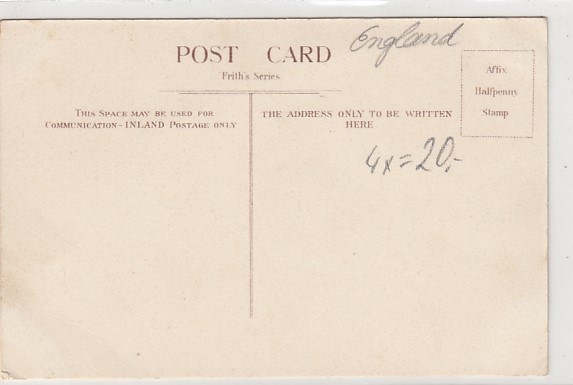 POST CARD
England
Frith's Series
Affix
Halfpenny
Stamp
THIS SPACE MAY BE USED FOR
COMMUNICATION - INLAND POSTAGE ONLY
THE ADDRESS ONLY TO BE WRITTEN
HERE
4x=20,-